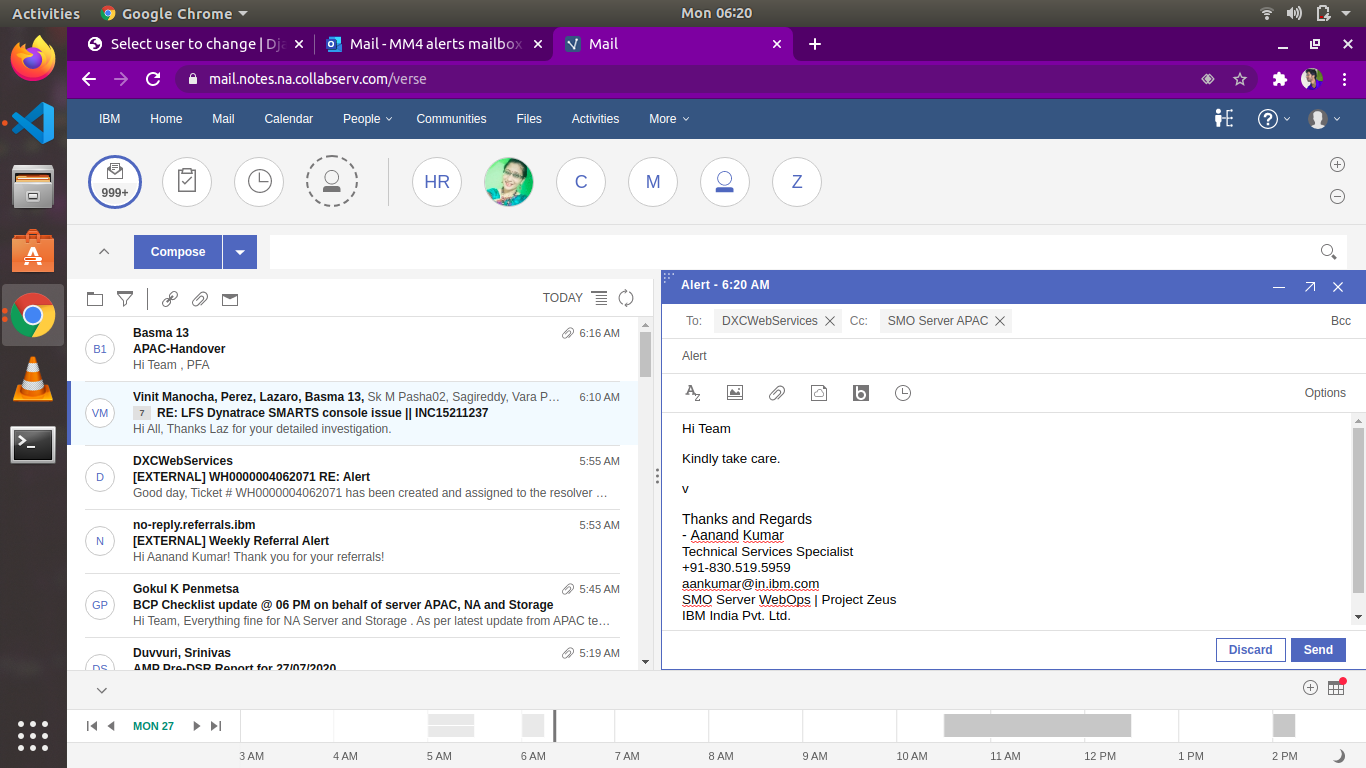 Activities
Google Chrome
Mon 06:20
Select user to change | Dja
Mail - MM4 alerts mailbox
Mail
mail.notes.na.collabserv.com/verse
IBM
Home
Mail
Calendar
People
Communities
Files
Activities
More
999+
HR
C
M
Z
Compose
TODAY
Basma 13
6:16 AM
B1
APAC-Handover
Hi Team , PFA
Vinit Manocha, Perez, Lazaro, Basma 13, Sk M Pasha02, Sagireddy, Vara P…
6:10 AM
VM
7 RE: LFS Dynatrace SMARTS console issue || INC15211237
Hi All, Thanks Laz for your detailed investigation.
DXCWebServices
5:55 AM
D
[EXTERNAL] WH0000004062071 RE: Alert
Good day, Ticket # WH0000004062071 has been created and assigned to the resolver …
no-reply.referrals.ibm
5:53 AM
N
[EXTERNAL] Weekly Referral Alert
Hi Aanand Kumar! Thank you for your referrals!
Gokul K Penmetsa
5:45 AM
GP
BCP Checklist update @ 06 PM on behalf of server APAC, NA and Storage
Hi Team, Everything fine for NA Server and Storage . As per latest update from APAC te…
Duvvuri, Srinivas
5:19 AM
DS
AMP Pre-DSR Report for 27/07/2020
Alert - 6:20 AM
To: DXCWebServices Cc: SMO Server APAC
Bcc
Alert
Options
Hi Team
Kindly take care.
v
Thanks and Regards
- Aanand Kumar
Technical Services Specialist
+91-830.519.5959
aankumar@in.ibm.com
SMO Server WebOps | Project Zeus
IBM India Pvt. Ltd.
Discard
Send
MON 27
3 AM
4 AM
5 AM
6 AM
7 AM
8 AM
9 AM
10 AM
11 AM
12 PM
1 PM
2 PM